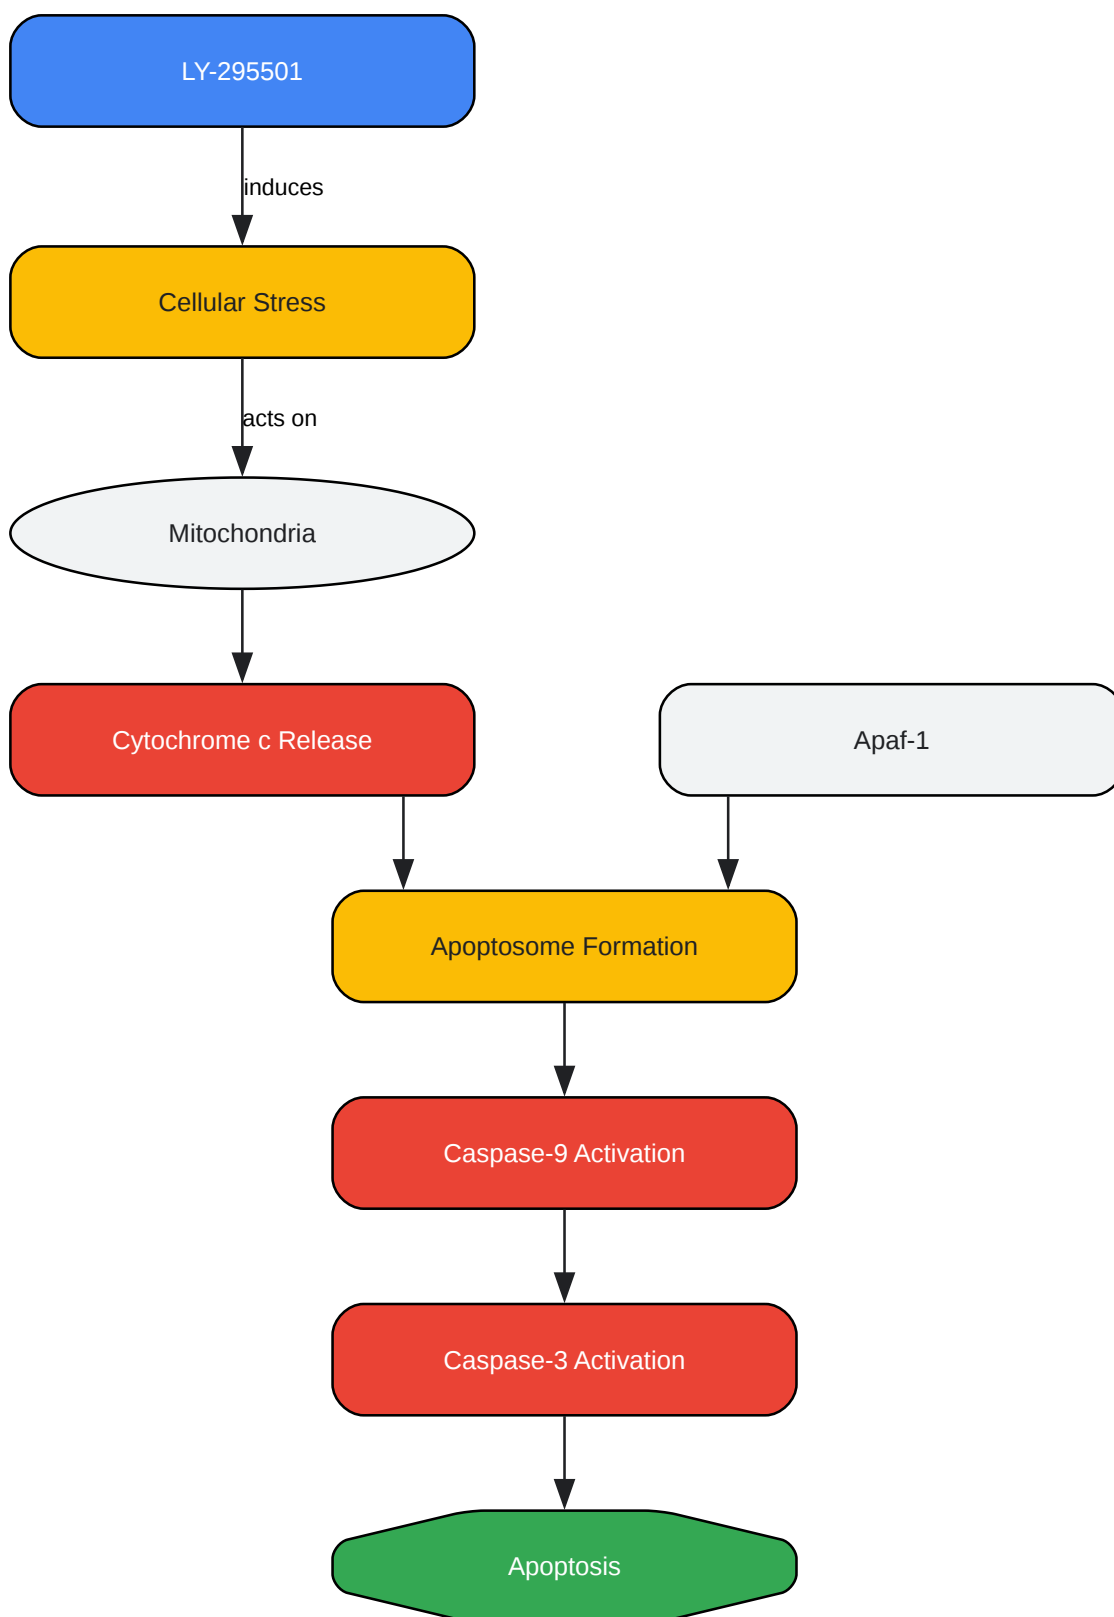 LY-295501
induces
Cellular Stress
acts on
Mitochondria
Cytochrome c Release
Apaf-1
Apoptosome Formation
Caspase-9 Activation
Caspase-3 Activation
Apoptosis